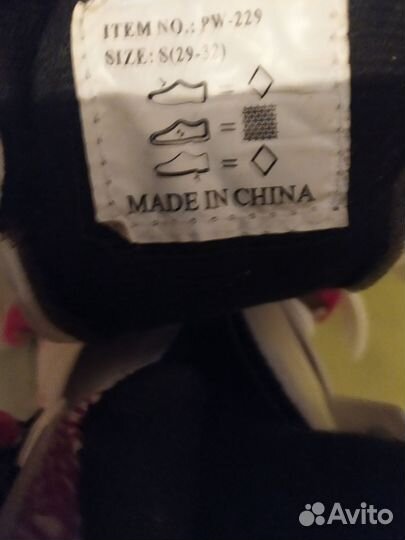 ITEM NO.: PW-229
SIZE: S(29-32)
=
=
=
MADE IN CHINA
Avito